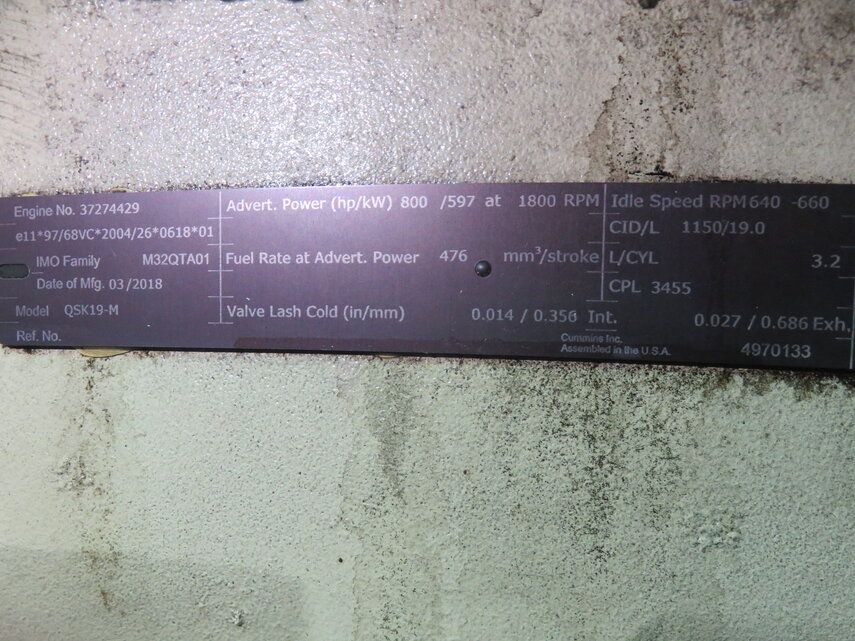 Engine No. 37274429
e11*97/68VC*2004/26*0618*01
IMO Family M32QTA01
Date of Mfg. 03/2018
Model QSK19-M
Ref. No.
Advert. Power (hp/kW) 800 /597 at 1800 RPM
Fuel Rate at Advert. Power 476 mm³/stroke
Valve Lash Cold (in/mm) 0.014 / 0.356 Int. 0.027 / 0.686 Exh.
Idle Speed RPM 640 -660
CID/L 1150/19.0
L/CYL 3.2
CPL 3455
Cummins Inc.
Assembled in the U.S.A.
4970133